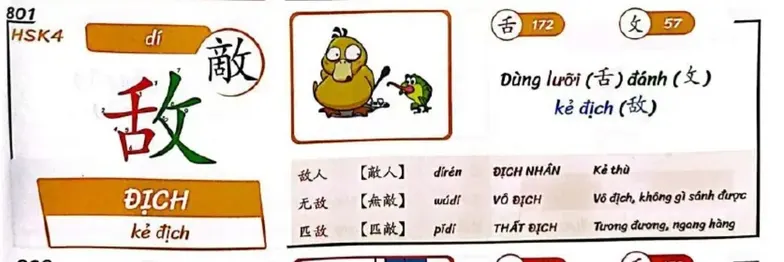 801
HSK4
dí
敵
敌
ĐỊCH
kẻ địch
舌 172
攵 57
Dùng lưỡi (舌) đánh (攵)
kẻ địch (敌)
敌人 【敵人】 dírén ĐỊCH NHÂN Kẻ thù
无敌 【無敵】 wúdí VÔ ĐỊCH Vô địch, không gì sánh được
匹敌 【匹敵】 pǐdí THẤT ĐỊCH Tương đương, ngang hàng